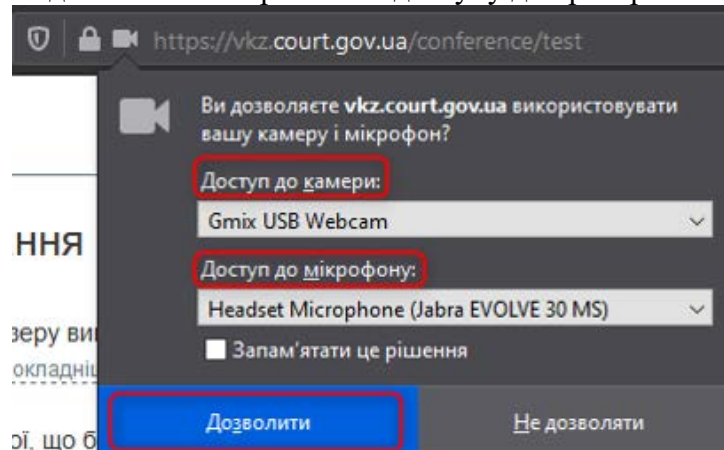 https://vkz.court.gov.ua/conference/test
Ви дозволяєте vkz.court.gov.ua використовувати
вашу камеру і мікрофон?
Доступ до камери:
Gmix USB Webcam
ння
Доступ до мікрофону:
Headset Microphone (Jabra EVOLVE 30 MS)
зеру ви
Запам'ятати це рішення
окладніш
Дозволити Не дозволяти
ої, що б